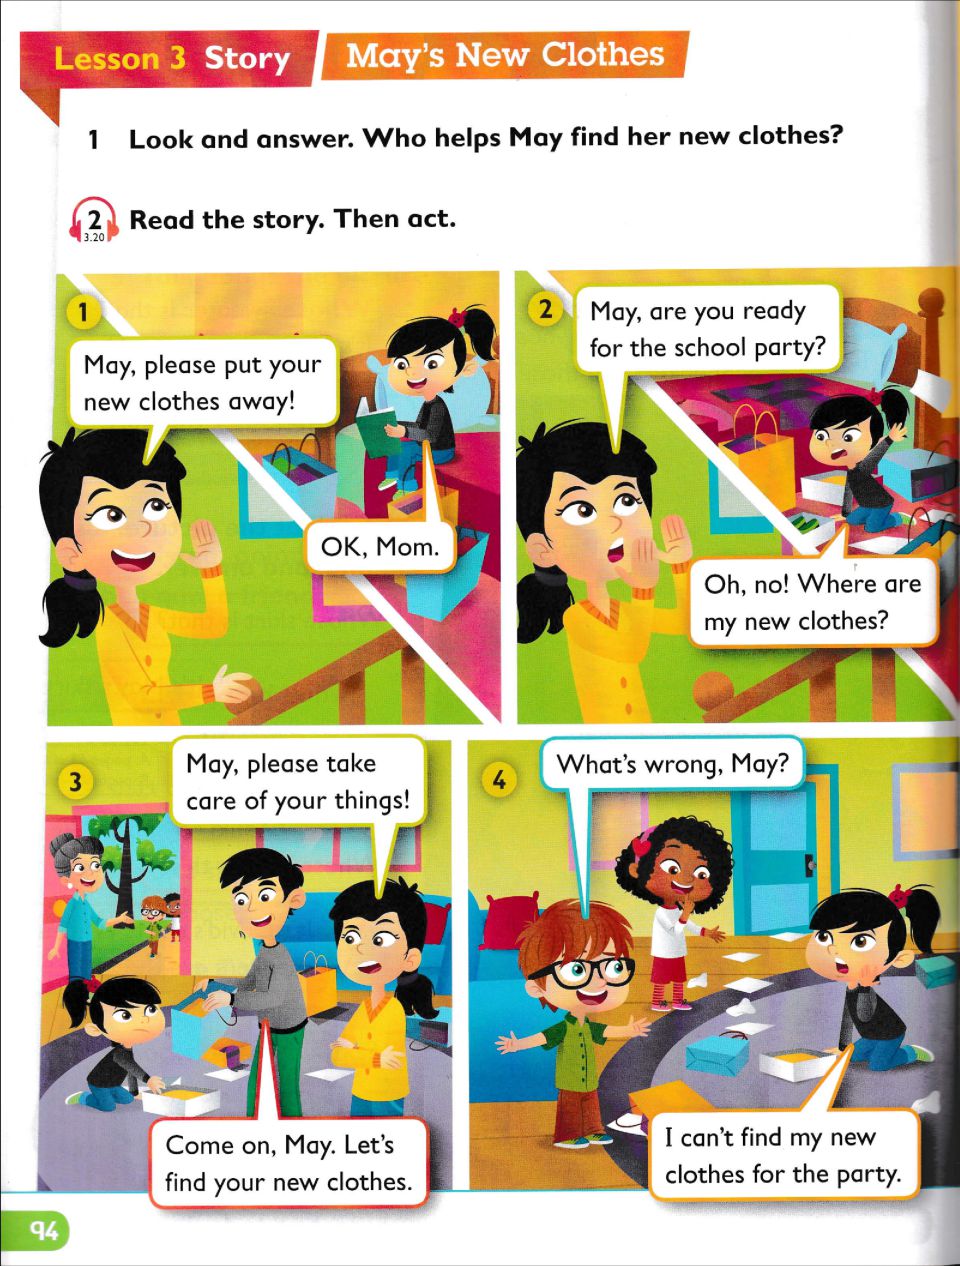 Lesson 3 Story
May's New Clothes
1 Look and answer. Who helps May find her new clothes?
2
3.20
Read the story. Then act.
1
May, please put your
new clothes away!
OK, Mom.
2
May, are you ready
for the school party?
Oh, no! Where are
my new clothes?
3
May, please take
care of your things!
Come on, May. Let's
find your new clothes.
4
What's wrong, May?
I can't find my new
clothes for the party.
94